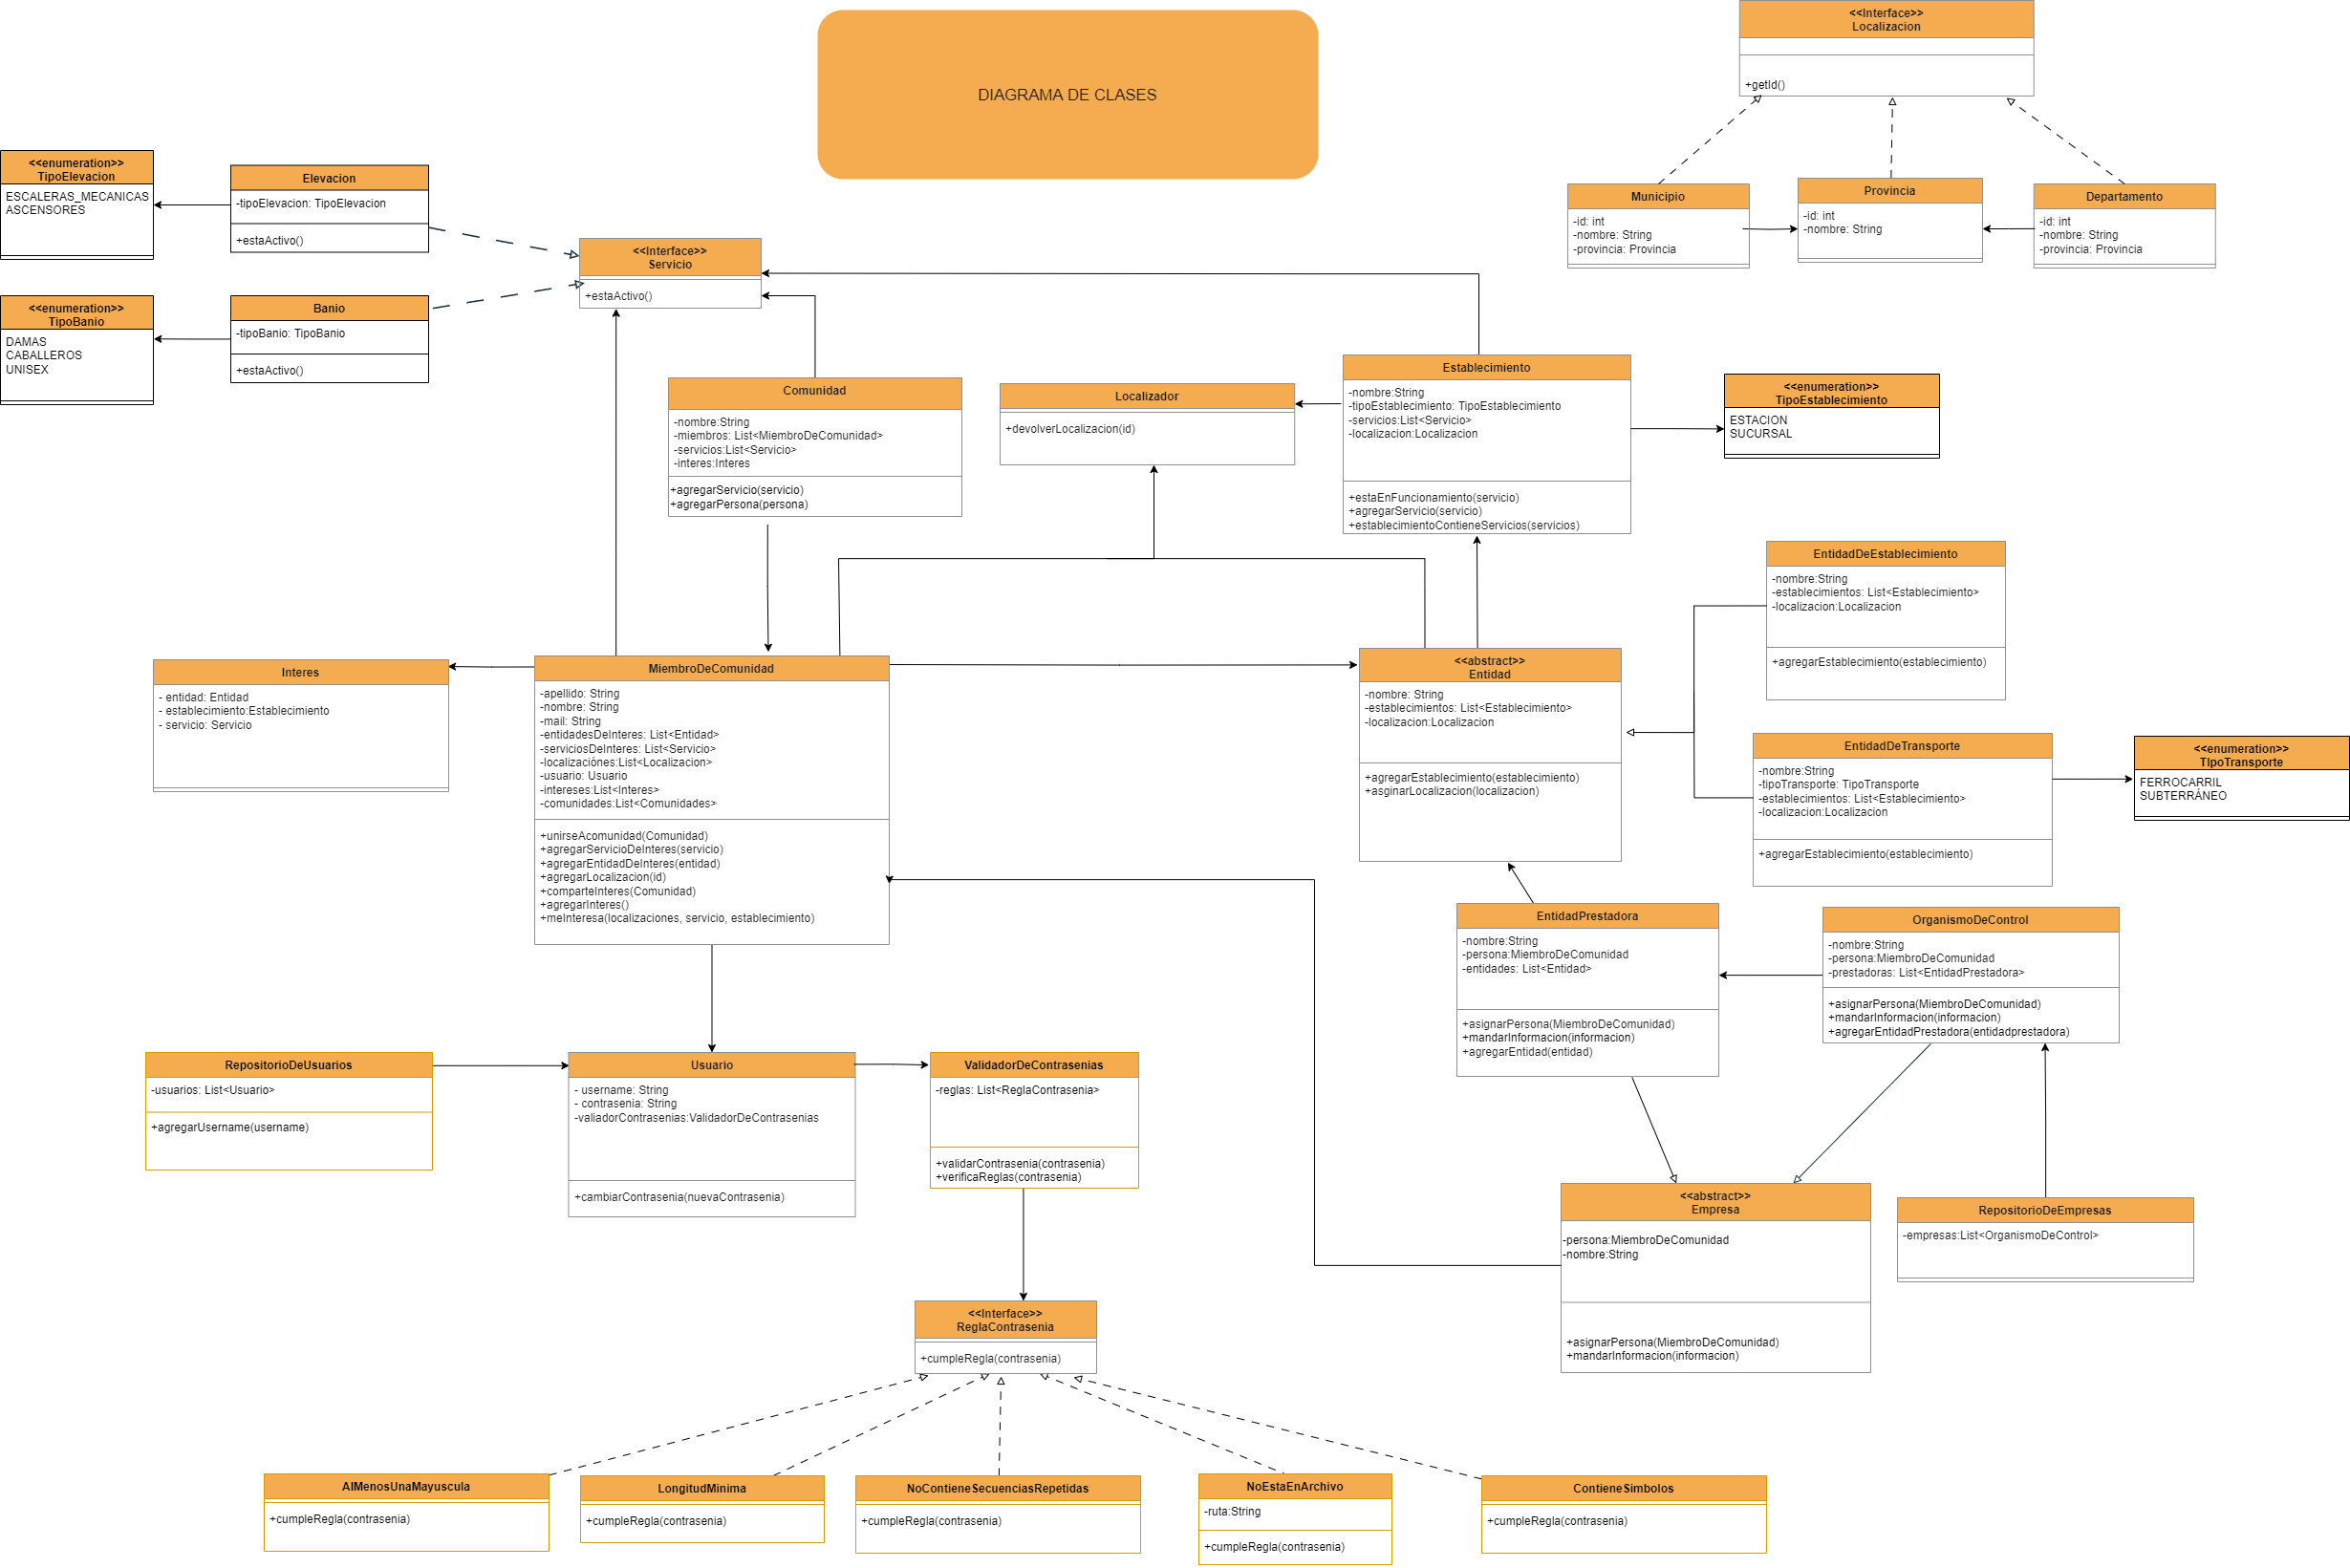 DIAGRAMA DE CLASES
<<Interface>>
Localizacion
+getId()
Municipio
-id: int
-nombre: String
-provincia: Provincia
Provincia
-id: int
-nombre: String
Departamento
-id: int
-nombre: String
-provincia: Provincia
<<enumeration>>
TipoElevacion
ESCALERAS_MECANICAS
ASCENSORES
Elevacion
-tipoElevacion: TipoElevacion
+estaActivo()
<<Interface>>
Servicio
+estaActivo()
<<enumeration>>
TipoBanio
DAMAS
CABALLEROS
UNISEX
Banio
-tipoBanio: TipoBanio
+estaActivo()
Comunidad
-nombre:String
-miembros: List<MiembroDeComunidad>
-servicios:List<Servicio>
-interes:Interes
+agregarServicio(servicio)
+agregarPersona(persona)
Localizador
+devolverLocalizacion(id)
Establecimiento
-nombre:String
-tipoEstablecimiento: TipoEstablecimiento
-servicios:List<Servicio>
-localizacion:Localizacion
+estaEnFuncionamiento(servicio)
+agregarServicio(servicio)
+establecimientoContieneServicios(servicios)
<<enumeration>>
TipoEstablecimiento
ESTACION
SUCURSAL
EntidadDeEstablecimiento
-nombre:String
-establecimientos: List<Establecimiento>
-localizacion:Localizacion
+agregarEstablecimiento(establecimiento)
Interes
- entidad: Entidad
- establecimiento:Establecimiento
- servicio: Servicio
MiembroDeComunidad
-apellido: String
-nombre: String
-mail: String
-entidadesDeInteres: List<Entidad>
-serviciosDeInteres: List<Servicio>
-localizaciónes:List<Localizacion>
-usuario: Usuario
-intereses:List<Interes>
-comunidades:List<Comunidades>
+unirseAcomunidad(Comunidad)
+agregarServicioDeInteres(servicio)
+agregarEntidadDeInteres(entidad)
+agregarLocalizacion(id)
+comparteInteres(Comunidad)
+agregarInteres()
+meInteresa(localizaciones, servicio, establecimiento)
<<abstract>>
Entidad
-nombre: String
-establecimientos: List<Establecimiento>
-localizacion:Localizacion
+agregarEstablecimiento(establecimiento)
+asginarLocalizacion(localizacion)
EntidadDeTransporte
-nombre:String
-tipoTransporte: TipoTransporte
-establecimientos: List<Establecimiento>
-localizacion:Localizacion
+agregarEstablecimiento(establecimiento)
<<enumeration>>
TIpoTransporte
FERROCARRIL
SUBTERRÁNEO
EntidadPrestadora
-nombre:String
-persona:MiembroDeComunidad
-entidades: List<Entidad>
+asignarPersona(MiembroDeComunidad)
+mandarInformacion(informacion)
+agregarEntidad(entidad)
OrganismoDeControl
-nombre:String
-persona:MiembroDeComunidad
-prestadoras: List<EntidadPrestadora>
+asignarPersona(MiembroDeComunidad)
+mandarInformacion(informacion)
+agregarEntidadPrestadora(entidadprestadora)
RepositorioDeUsuarios
-usuarios: List<Usuario>
+agregarUsername(username)
Usuario
- username: String
- contrasenia: String
-valiadorContrasenias:ValidadorDeContrasenias
+cambiarContrasenia(nuevaContrasenia)
ValidadorDeContrasenias
-reglas: List<ReglaContrasenia>
+validarContrasenia(contrasenia)
+verificaReglas(contrasenia)
<<abstract>>
Empresa
-persona:MiembroDeComunidad
-nombre:String
+asignarPersona(MiembroDeComunidad)
+mandarInformacion(informacion)
RepositorioDeEmpresas
-empresas:List<OrganismoDeControl>
<<Interface>>
ReglaContrasenia
+cumpleRegla(contrasenia)
AlMenosUnaMayuscula
+cumpleRegla(contrasenia)
LongitudMinima
+cumpleRegla(contrasenia)
NoContieneSecuenciasRepetidas
+cumpleRegla(contrasenia)
NoEstaEnArchivo
-ruta:String
+cumpleRegla(contrasenia)
ContieneSimbolos
+cumpleRegla(contrasenia)